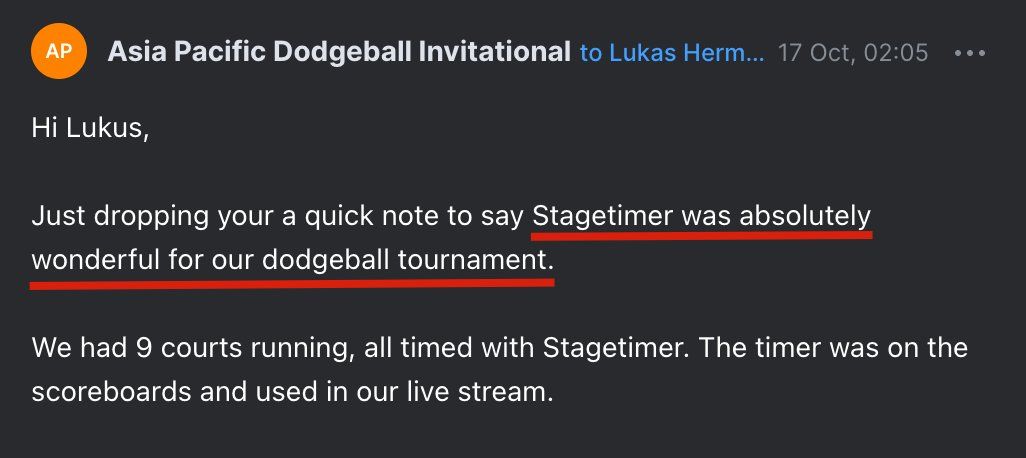 AP
Asia Pacific Dodgeball Invitational to Lukas Herm... 17 Oct, 02:05
Hi Lukus,
Just dropping your a quick note to say Stagetimer was absolutely
wonderful for our dodgeball tournament.
We had 9 courts running, all timed with Stagetimer. The timer was on the
scoreboards and used in our live stream.